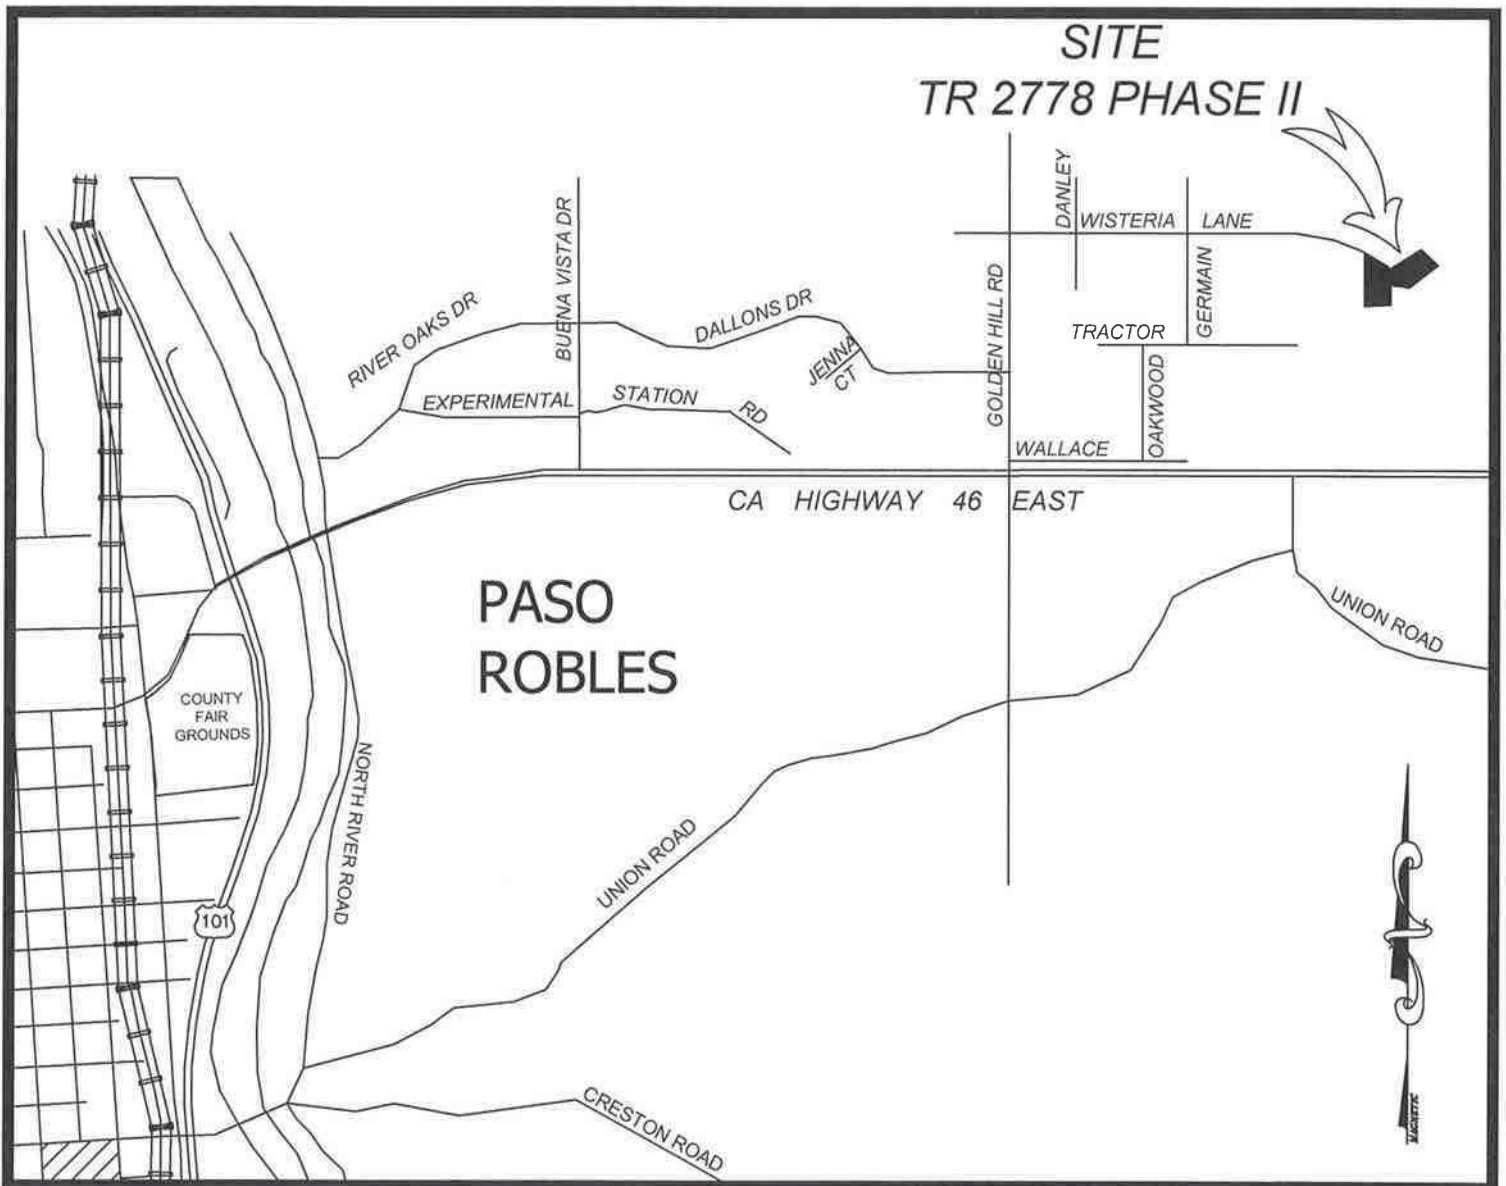 SITE
TR 2778 PHASE II
DANLEY
WISTERIA LANE
BUENA VISTA DR
GOLDEN HILL RD
GERMAIN
RIVER OAKS DR
DALLONS DR
TRACTOR
JENNA
CT
OAKWOOD
EXPERIMENTAL STATION RD
WALLACE
CA HIGHWAY 46 EAST
PASO
ROBLES
UNION ROAD
COUNTY
FAIR
GROUNDS
NORTH RIVER ROAD
UNION ROAD
101
CRESTON ROAD
MAGNETIC